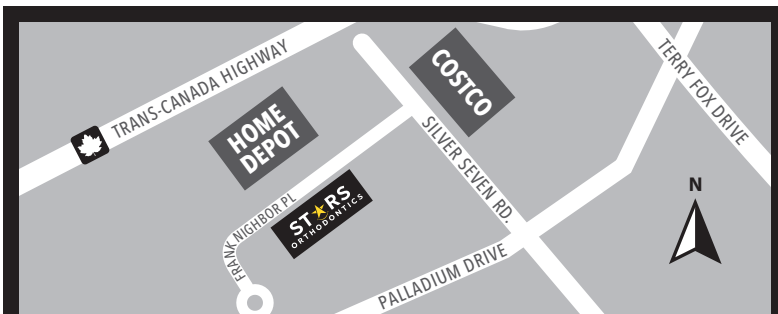 TRANS-CANADA HIGHWAY
COSTCO
TERRY FOX DRIVE
HOME
DEPOT
SILVER SEVEN RD.
N
STARS
ORTHODONTICS
FRANK NIGHBOR PL
PALLADIUM DRIVE